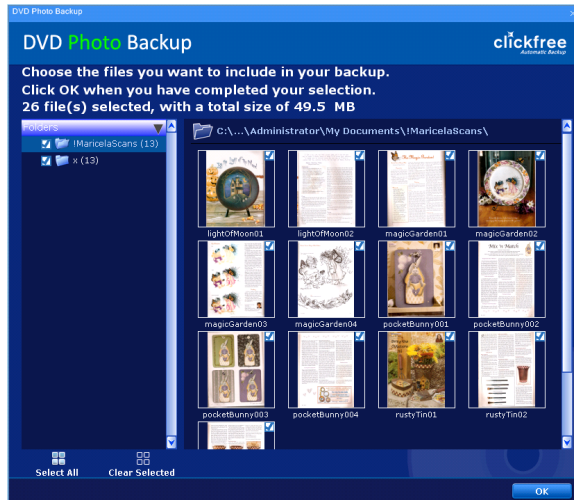 DVD Photo Backup
DVD Photo Backup
clickfree
Automatic Backup
Choose the files you want to include in your backup.
Click OK when you have completed your selection.
26 file(s) selected, with a total size of 49.5 MB
Folders
!MaricelaScans (13)
x (13)
C:\...\Administrator\My Documents\!MaricelaScans\
lightOfMoon01
lightOfMoon02
magicGarden01
magicGarden02
magicGarden03
magicGarden04
pocketBunny001
Mix 'n Match
pocketBunny002
pocketBunny003
pocketBunny004
rustyTin01
rustyTin02
Select All
Clear Selected
OK